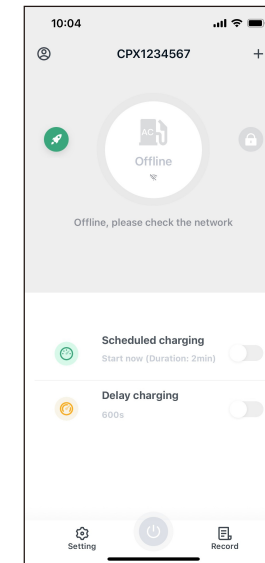 10:04
CPX1234567
+
AC
Offline
Offline, please check the network
Scheduled charging
Start now (Duration: 2min)
Delay charging
600s
Setting
Record